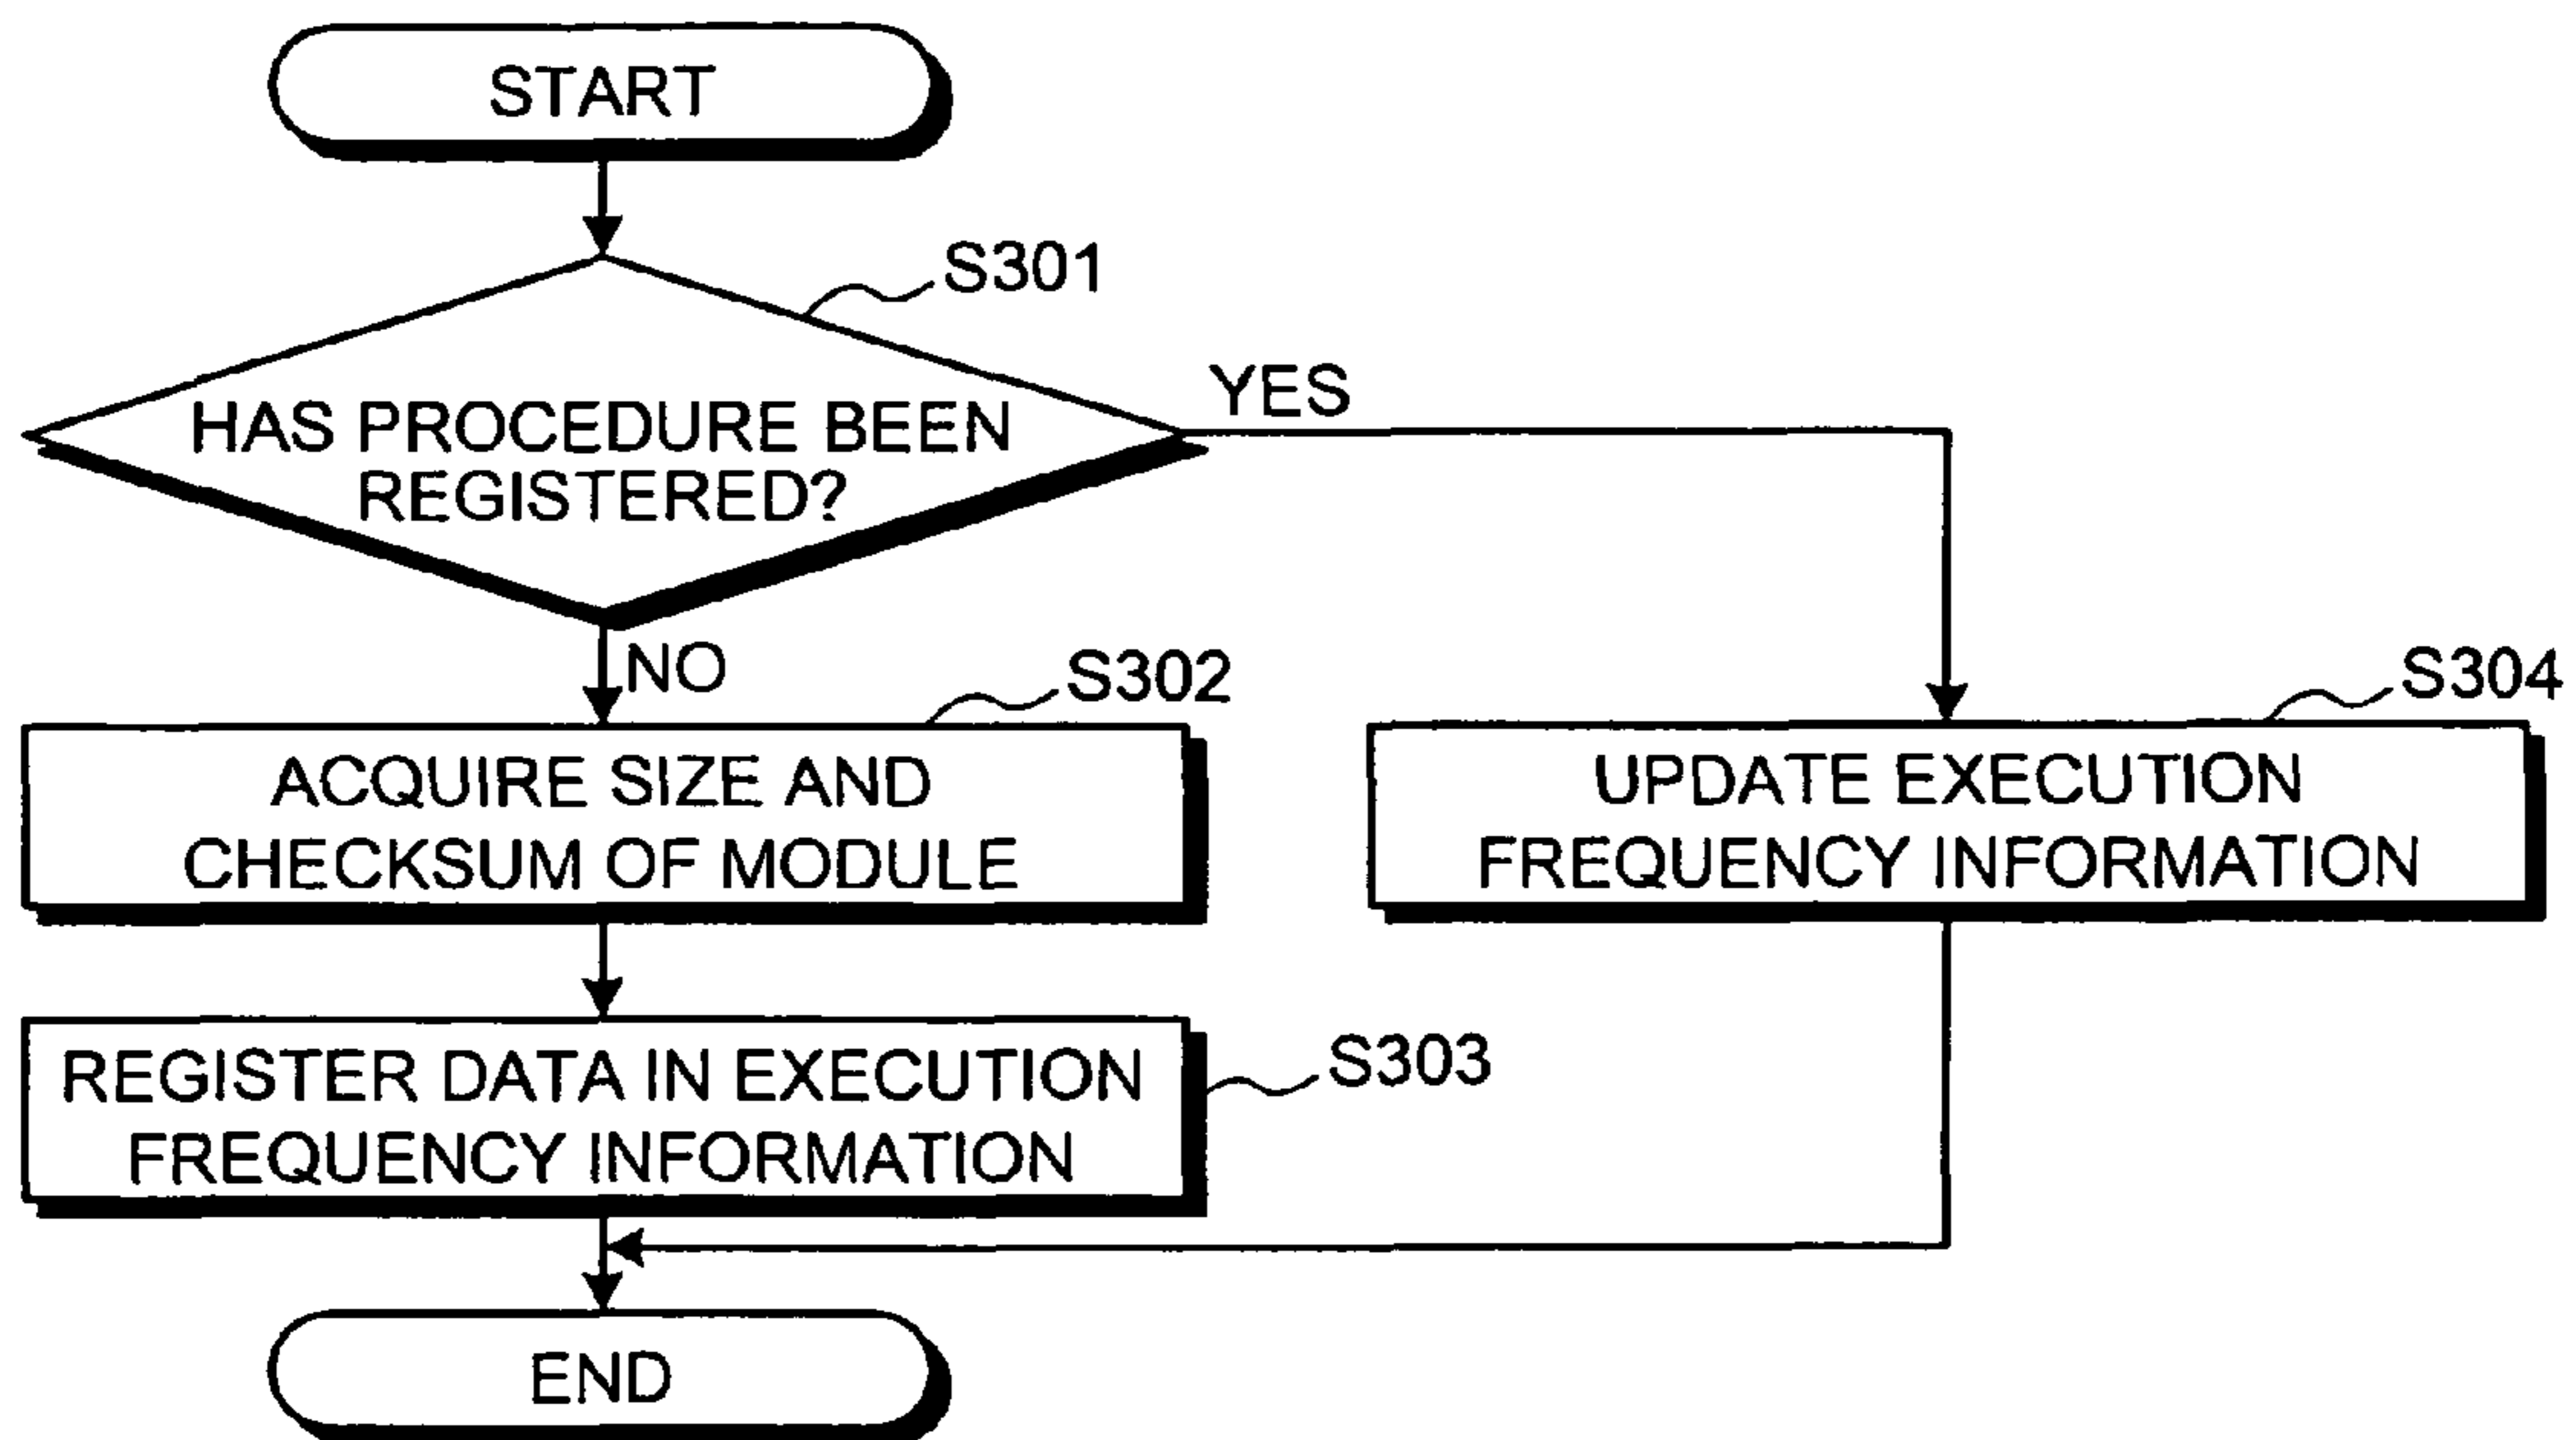 START
S301
HAS PROCEDURE BEEN
REGISTERED?
YES
NO
S302
ACQUIRE SIZE AND
CHECKSUM OF MODULE
S304
UPDATE EXECUTION
FREQUENCY INFORMATION
REGISTER DATA IN EXECUTION
FREQUENCY INFORMATION
S303
END